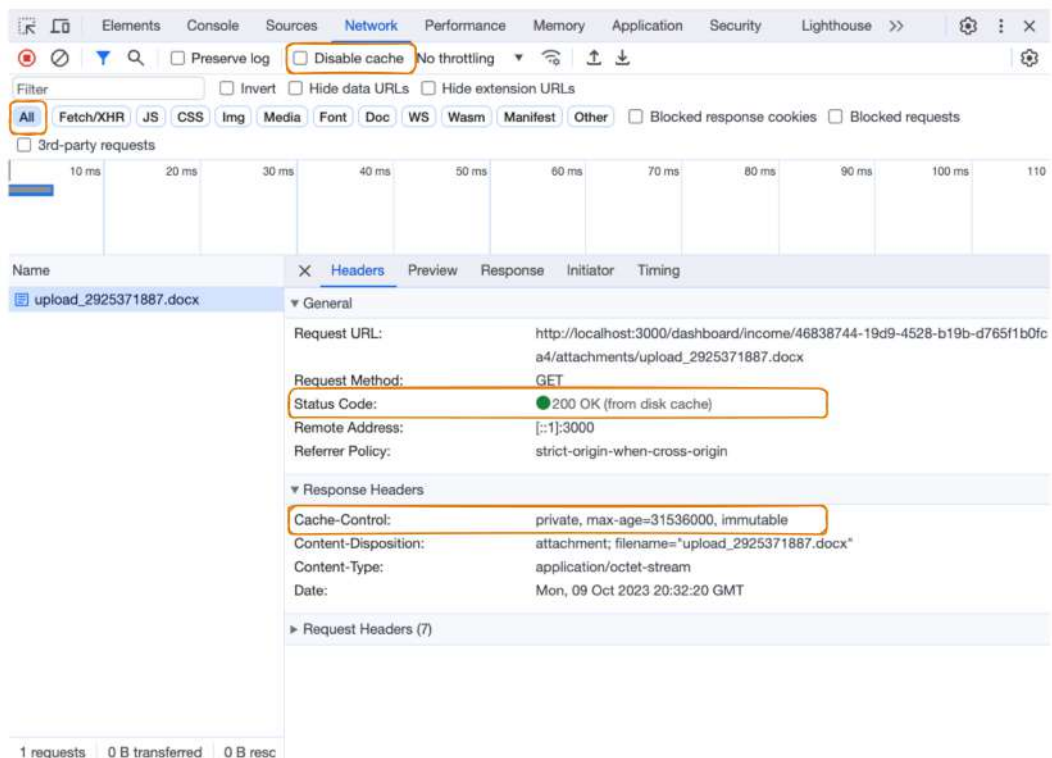 Elements Console Sources Network Performance Memory Application Security Lighthouse >>
Preserve log Disable cache No throttling
Filter Invert Hide data URLs Hide extension URLs
All Fetch/XHR JS CSS Img Media Font Doc WS Wasm Manifest Other Blocked response cookies Blocked requests
3rd-party requests
10 ms 20 ms 30 ms 40 ms 50 ms 60 ms 70 ms 80 ms 90 ms 100 ms 110
Name Headers Preview Response Initiator Timing
upload_2925371887.docx
General
Request URL: http://localhost:3000/dashboard/income/46838744-19d9-4528-b19b-d765f1b0fc
a4/attachments/upload_2925371887.docx
Request Method: GET
Status Code: 200 OK (from disk cache)
Remote Address: [::1]:3000
Referrer Policy: strict-origin-when-cross-origin
Response Headers
Cache-Control: private, max-age=31536000, immutable
Content-Disposition: attachment; filename="upload_2925371887.docx"
Content-Type: application/octet-stream
Date: Mon, 09 Oct 2023 20:32:20 GMT
Request Headers (7)
1 requests 0 B transferred 0 B resc